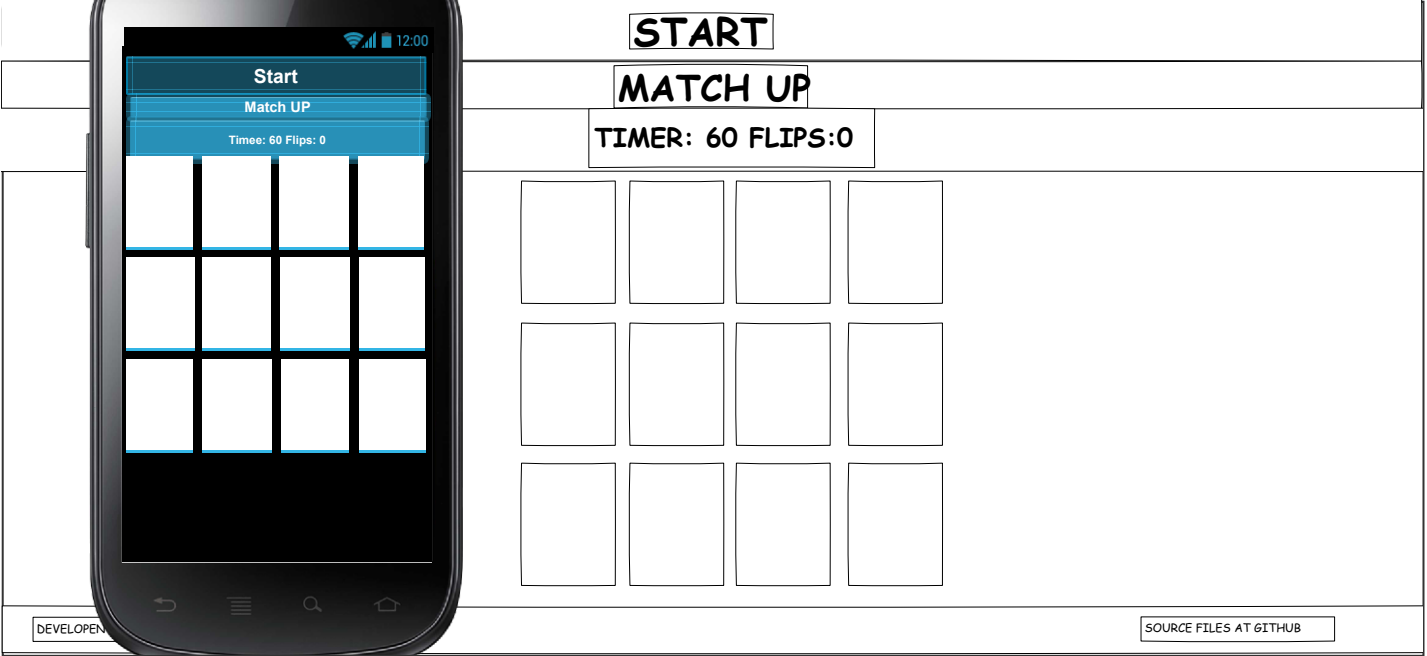 12:00
Start
Match UP
Timee: 60 Flips: 0
START
MATCH UP
TIMER: 60 FLIPS:0
DEVELOPEN
SOURCE FILES AT GITHUB